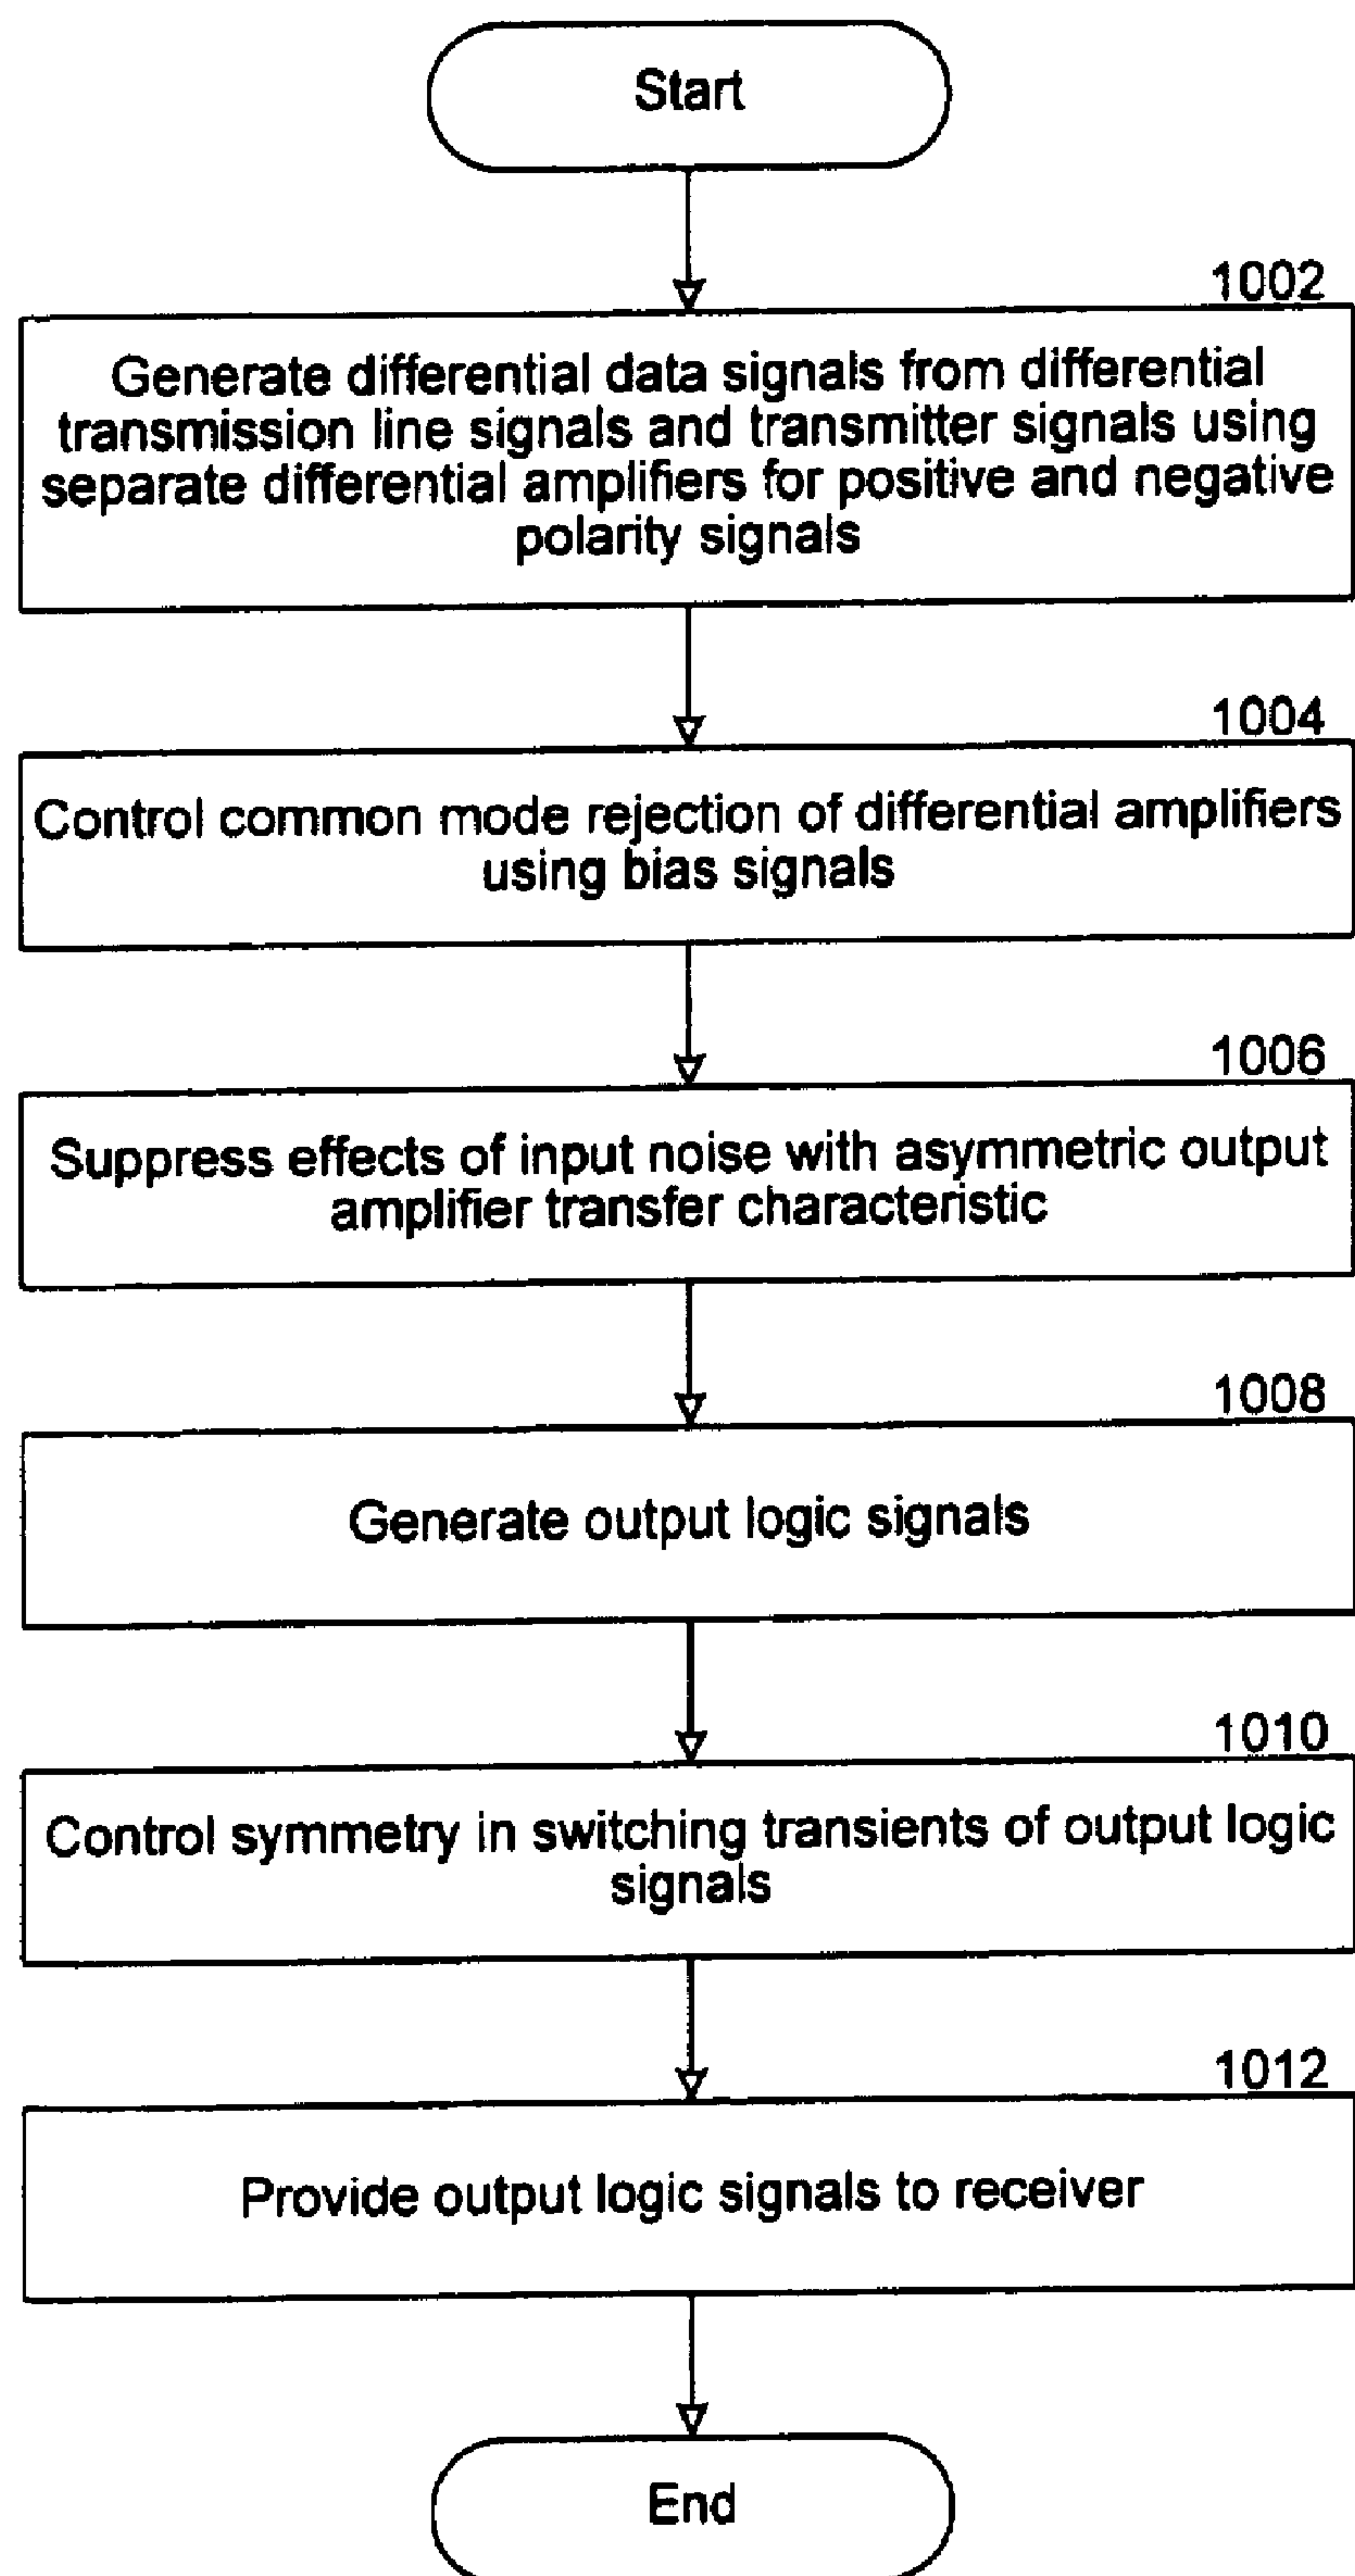 Start
1002
Generate differential data signals from differential
transmission line signals and transmitter signals using
separate differential amplifiers for positive and negative
polarity signals
1004
Control common mode rejection of differential amplifiers
using bias signals
1006
Suppress effects of input noise with asymmetric output
amplifier transfer characteristic
1008
Generate output logic signals
1010
Control symmetry in switching transients of output logic
signals
1012
Provide output logic signals to receiver
End